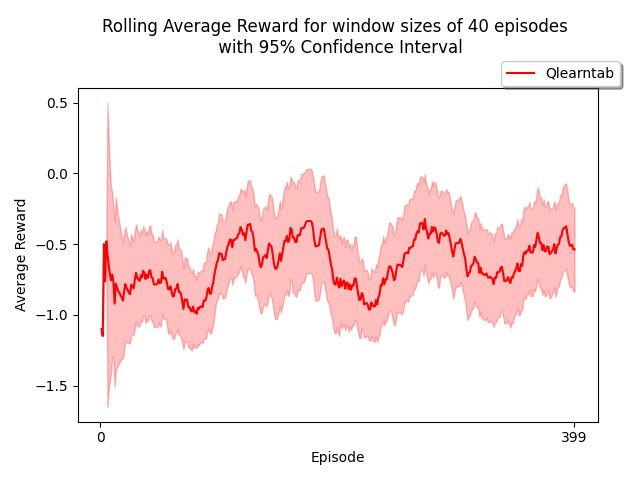 Rolling Average Reward for window sizes of 40 episodes
with 95% Confidence Interval
Qlearntab
0.5
0.0
−0.5
−1.0
−1.5
Average Reward
0
399
Episode